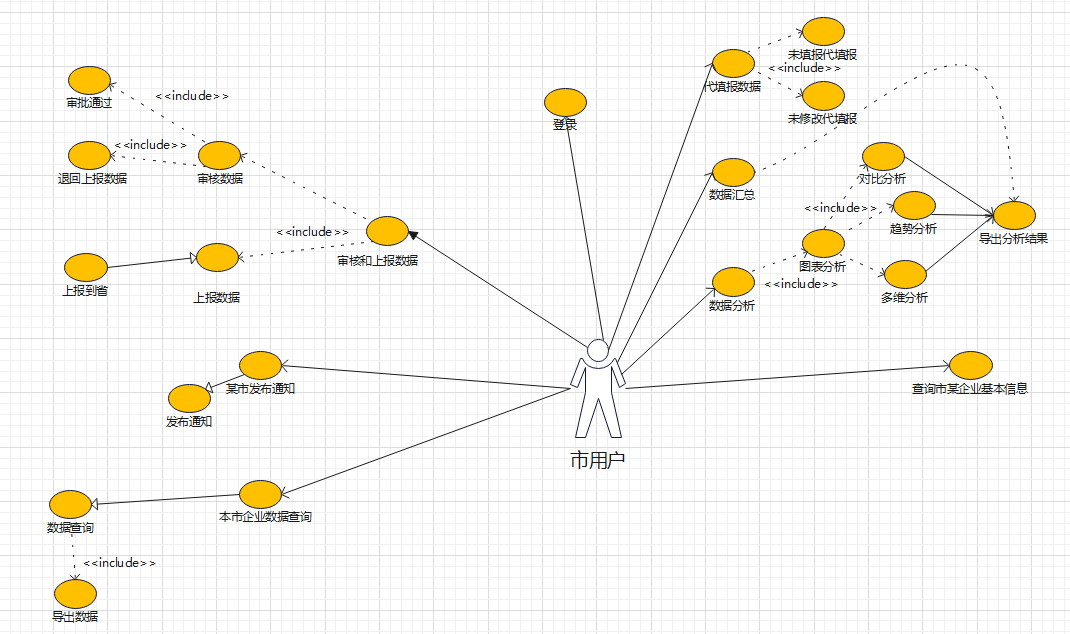 未填报代填报
<<include>>
代填报数据
审批通过
<<include>>
未修改代填报
登录
<<include>>
退回上报数据
审核数据
对比分析
数据汇总
<<include>>
趋势分析
<<include>>
导出分析结果
审核和上报数据
图表分析
<<include>>
上报到省
上报数据
数据分析
多维分析
某市发布通知
查询市某企业基本信息
发布通知
市用户
本市企业数据查询
数据查询
<<include>>
导出数据